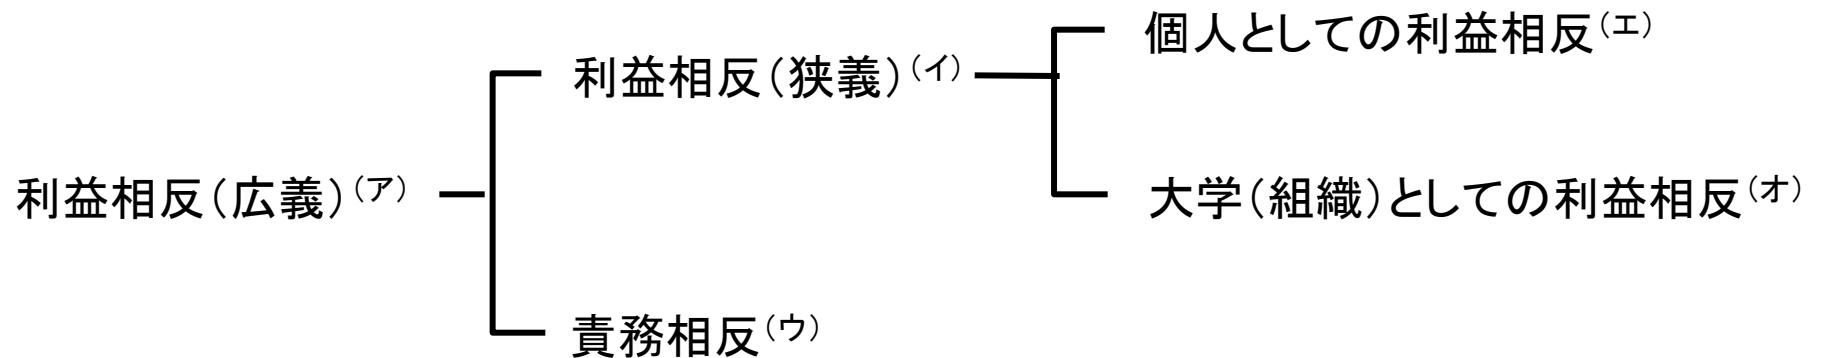 個人としての利益相反(エ)
利益相反(狭義)(イ)
利益相反(広義)(ア)
大学(組織)としての利益相反(オ)
責務相反(ウ)